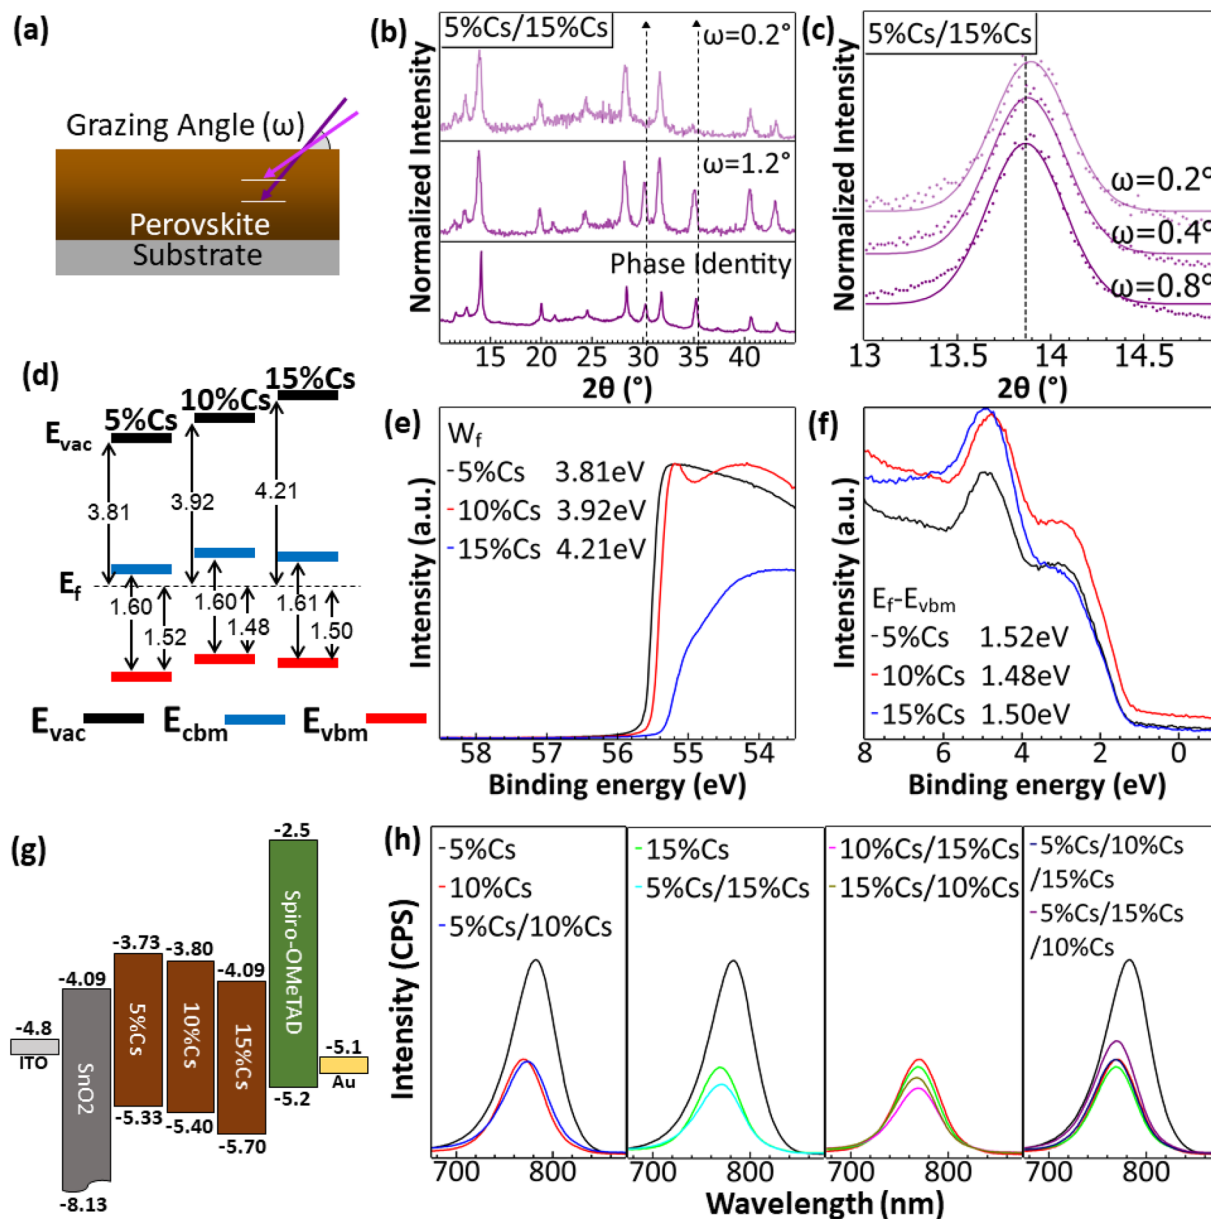 (a)
Grazing Angle (ω)
Perovskite
Substrate
(b)
5%Cs/15%Cs
ω=0.2°
ω=1.2°
Phase Identity
Normalized Intensity
Normalized Intensity
15 20 25 30 35 40
2θ (°)
(c)
5%Cs/15%Cs
ω=0.2°
ω=0.4°
ω=0.8°
Normalized Intensity
13 13.5 14 14.5
2θ (°)
(d)
5%Cs 10%Cs 15%Cs
Evac
3.81 3.92 4.21
Ef
1.60 1.60 1.61
1.52 1.48 1.50
Evac Ecbm Evbm
(e)
Wf
5%Cs 3.81eV
10%Cs 3.92eV
15%Cs 4.21eV
Intensity (a.u.)
58 57 56 55 54
Binding energy (eV)
(f)
Ef-Evbm
5%Cs 1.52eV
10%Cs 1.48eV
15%Cs 1.50eV
Intensity (a.u.)
8 6 4 2 0
Binding energy (eV)
(g)
-2.5
-3.73 -3.80
-4.09 -4.09
-4.8
ITO
SnO2
5%Cs
10%Cs
15%Cs
Spiro-OMeTAD
-5.1
Au
-5.33 -5.40 -5.2
-5.70
-8.13
(h)
-5%Cs
-10%Cs
-5%Cs/10%Cs
-15%Cs
-5%Cs/15%Cs
-10%Cs/15%Cs
-15%Cs/10%Cs
-5%Cs/10%Cs
/15%Cs
-5%Cs/15%Cs
/10%Cs
Intensity (CPS)
700 800 700 800 700 800 700 800
Wavelength (nm)